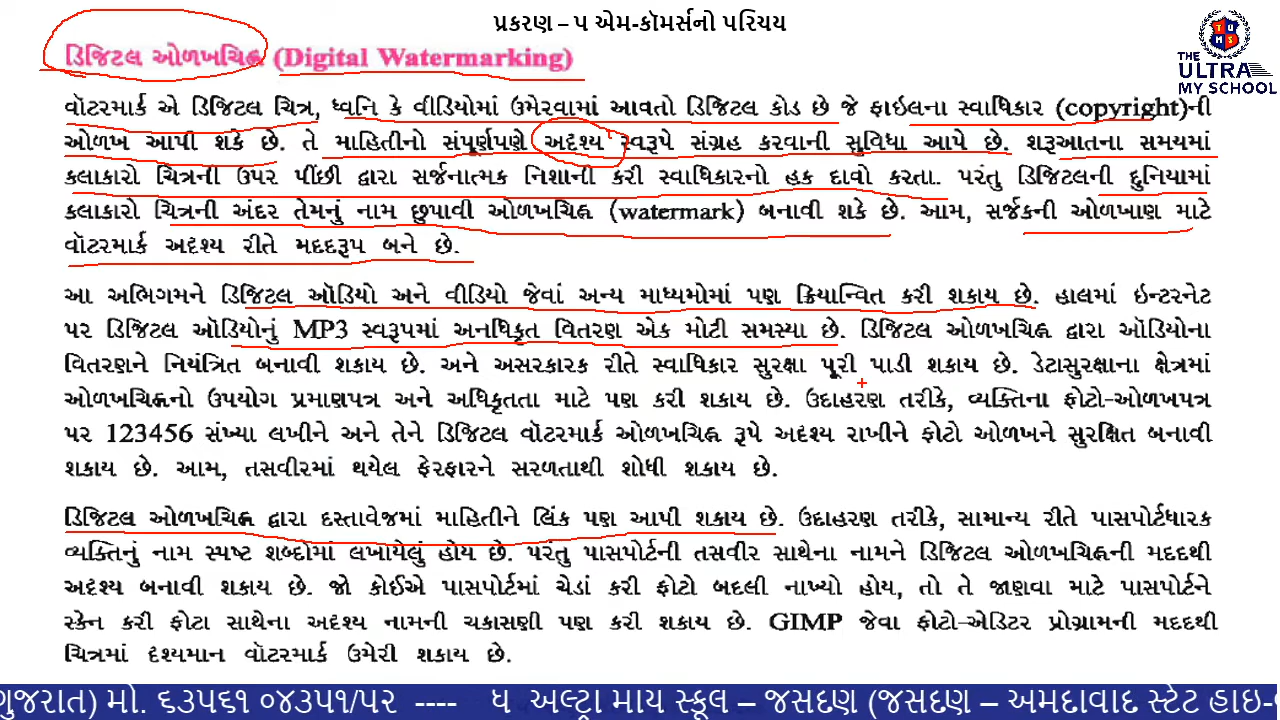 પ્રકરણ – ૫ એમ-કૉમર્સનો પરિચય
THE
ULTRA
MY SCHOOL
ડિજિટલ ઓળખચિહ્ન (Digital Watermarking)
વૉટરમાર્ક એ ડિજિટલ ચિત્ર, ધ્વનિ કે વીડિયોમાં ઉમેરવામાં આવતો ડિજિટલ કોડ છે જે ફાઇલના સ્વાધિકાર (copyright)-ની
ઓળખ આપી શકે છે. તે માહિતીનો સંપૂર્ણપણે અદૃશ્ય સ્વરૂપે સંગ્રહ કરવાની સુવિધા આપે છે. શરૂઆતના સમયમાં
કલાકારો ચિત્રની ઉપર પીંછી દ્વારા સર્જનાત્મક નિશાની કરી સ્વાધિકારનો હક દાવો કરતા. પરંતુ ડિજિટલની દુનિયામાં
કલાકારો ચિત્રની અંદર તેમનું નામ છુપાવી ઓળખચિહ્ન (watermark) બનાવી શકે છે. આમ, સર્જકની ઓળખાણ માટે
વૉટરમાર્ક અદૃશ્ય રીતે મદદરૂપ બને છે.
આ અભિગમને ડિજિટલ ઑડિયો અને વીડિયો જેવાં અન્ય માધ્યમોમાં પણ ક્રિયાન્વિત કરી શકાય છે. હાલમાં ઇન્ટરનેટ
પર ડિજિટલ ઑડિયોનું MP3 સ્વરૂપમાં અનધિકૃત વિતરણ એક મોટી સમસ્યા છે. ડિજિટલ ઓળખચિહ્ન દ્વારા ઑડિયોના
વિતરણને નિયંત્રિત બનાવી શકાય છે. અને અસરકારક રીતે સ્વાધિકાર સુરક્ષા પૂરી પાડી શકાય છે. ડેટાસુરક્ષાના ક્ષેત્રમાં
ઓળખચિહ્નનો ઉપયોગ પ્રમાણપત્ર અને અધિકૃતતા માટે પણ કરી શકાય છે. ઉદાહરણ તરીકે, વ્યક્તિના ફોટો-ઓળખપત્ર
પર 123456 સંખ્યા લખીને અને તેને ડિજિટલ વૉટરમાર્ક ઓળખચિહ્ન રૂપે અદૃશ્ય રાખીને ફોટો ઓળખને સુરક્ષિત બનાવી
શકાય છે. આમ, તસવીરમાં થયેલ ફેરફારને સરળતાથી શોધી શકાય છે.
ડિજિટલ ઓળખચિહ્ન દ્વારા દસ્તાવેજમાં માહિતીને લિંક પણ આપી શકાય છે. ઉદાહરણ તરીકે, સામાન્ય રીતે પાસપોર્ટધારક
વ્યક્તિનું નામ સ્પષ્ટ શબ્દોમાં લખાયેલું હોય છે. પરંતુ પાસપોર્ટની તસવીર સાથેના નામને ડિજિટલ ઓળખચિહ્નની મદદથી
અદૃશ્ય બનાવી શકાય છે. જો કોઈએ પાસપોર્ટમાં ચેડાં કરી ફોટો બદલી નાખ્યો હોય, તો તે જાણવા માટે પાસપોર્ટને
સ્કેન કરી ફોટા સાથેના અદૃશ્ય નામની ચકાસણી પણ કરી શકાય છે. GIMP જેવા ફોટો-એડિટર પ્રોગ્રામની મદદથી
ચિત્રમાં દૃશ્યમાન વૉટરમાર્ક ઉમેરી શકાય છે.
ગુજરાત) મો. ૬૩૫૬૧ ૦૪૩૫૧/૫૨ ---- ધ અલ્ટ્રા માય સ્કૂલ – જસદણ (જસદણ – અમદાવાદ સ્ટેટ હાઇ-